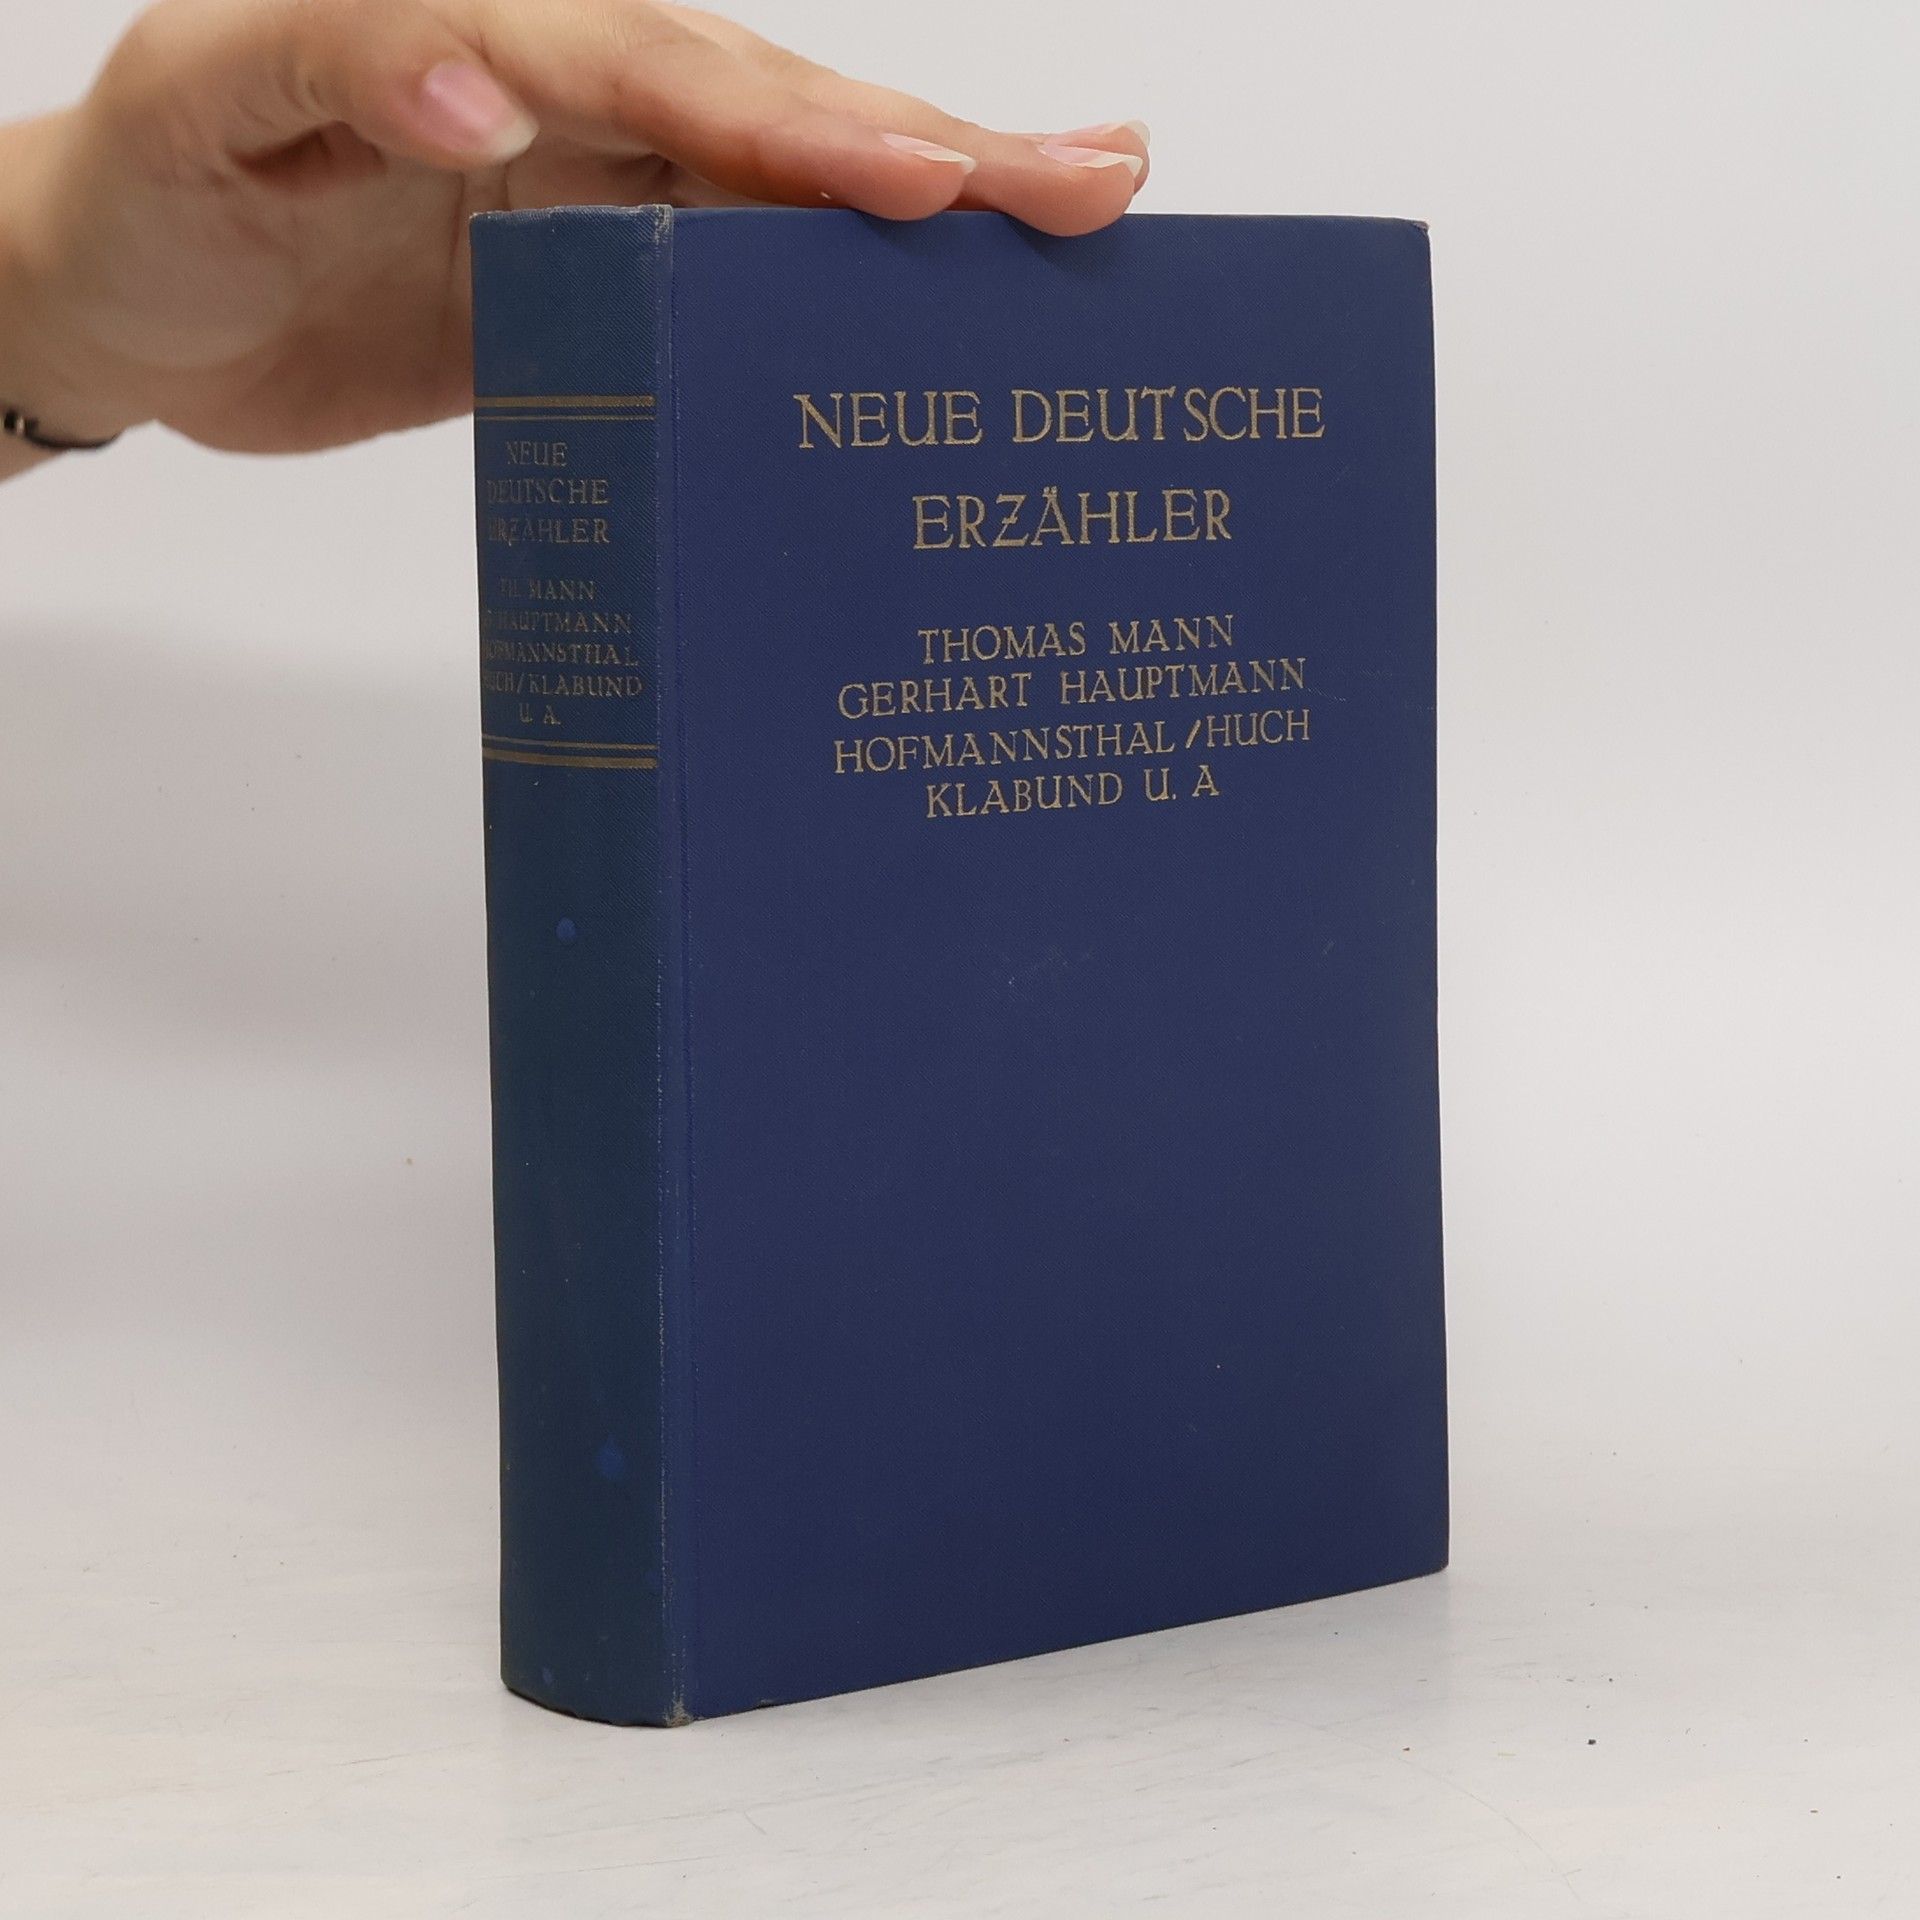 NEUE
DEUTSCHE
ERZÄHLER
TH. MANN
G. HAUPTMANN
HOFMANNSTHAL
HUCH/KLABUND
U. A.
NEUE DEUTSCHE
ERZÄHLER
THOMAS MANN
GERHART HAUPTMANN
HOFMANNSTHAL/HUCH
KLABUND U. A